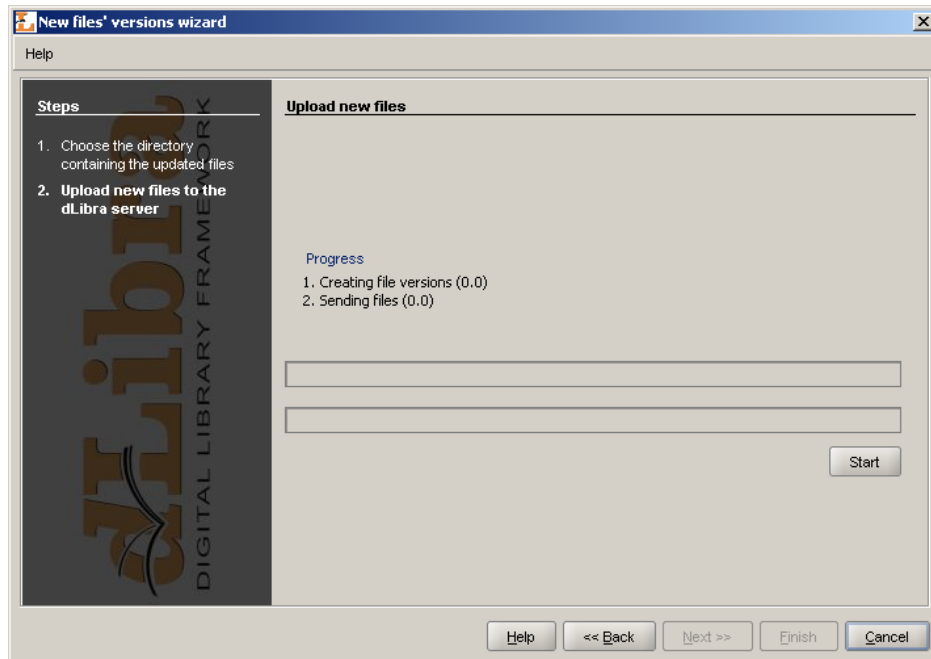 New files' versions wizard
Help
Steps
1. Choose the directory
containing the updated files
2. Upload new files to the
dLibra server
dLibra
DIGITAL LIBRARY FRAMEWORK
Upload new files
Progress
1. Creating file versions (0.0)
2. Sending files (0.0)
Start
Help
<< Back
Next >>
Finish
Cancel